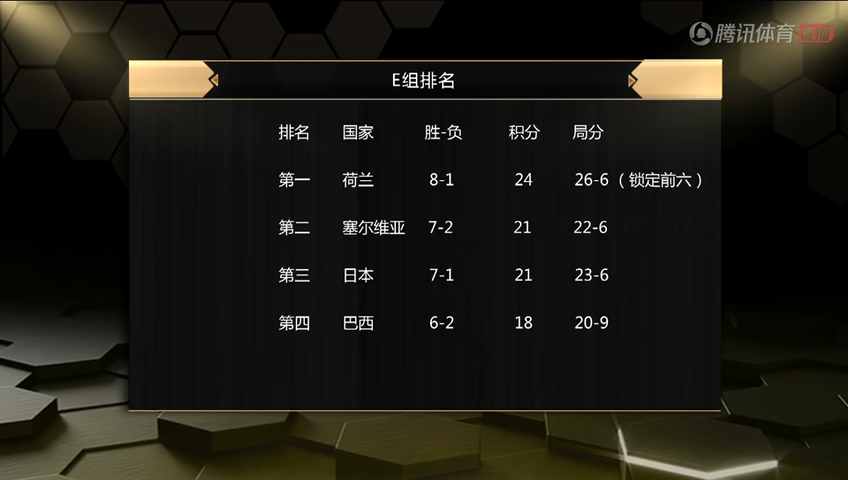 腾讯体育 直播
E组排名
排名 国家 胜-负 积分 局分
第一 荷兰 8-1 24 26-6（锁定前六）
第二 塞尔维亚 7-2 21 22-6
第三 日本 7-1 21 23-6
第四 巴西 6-2 18 20-9